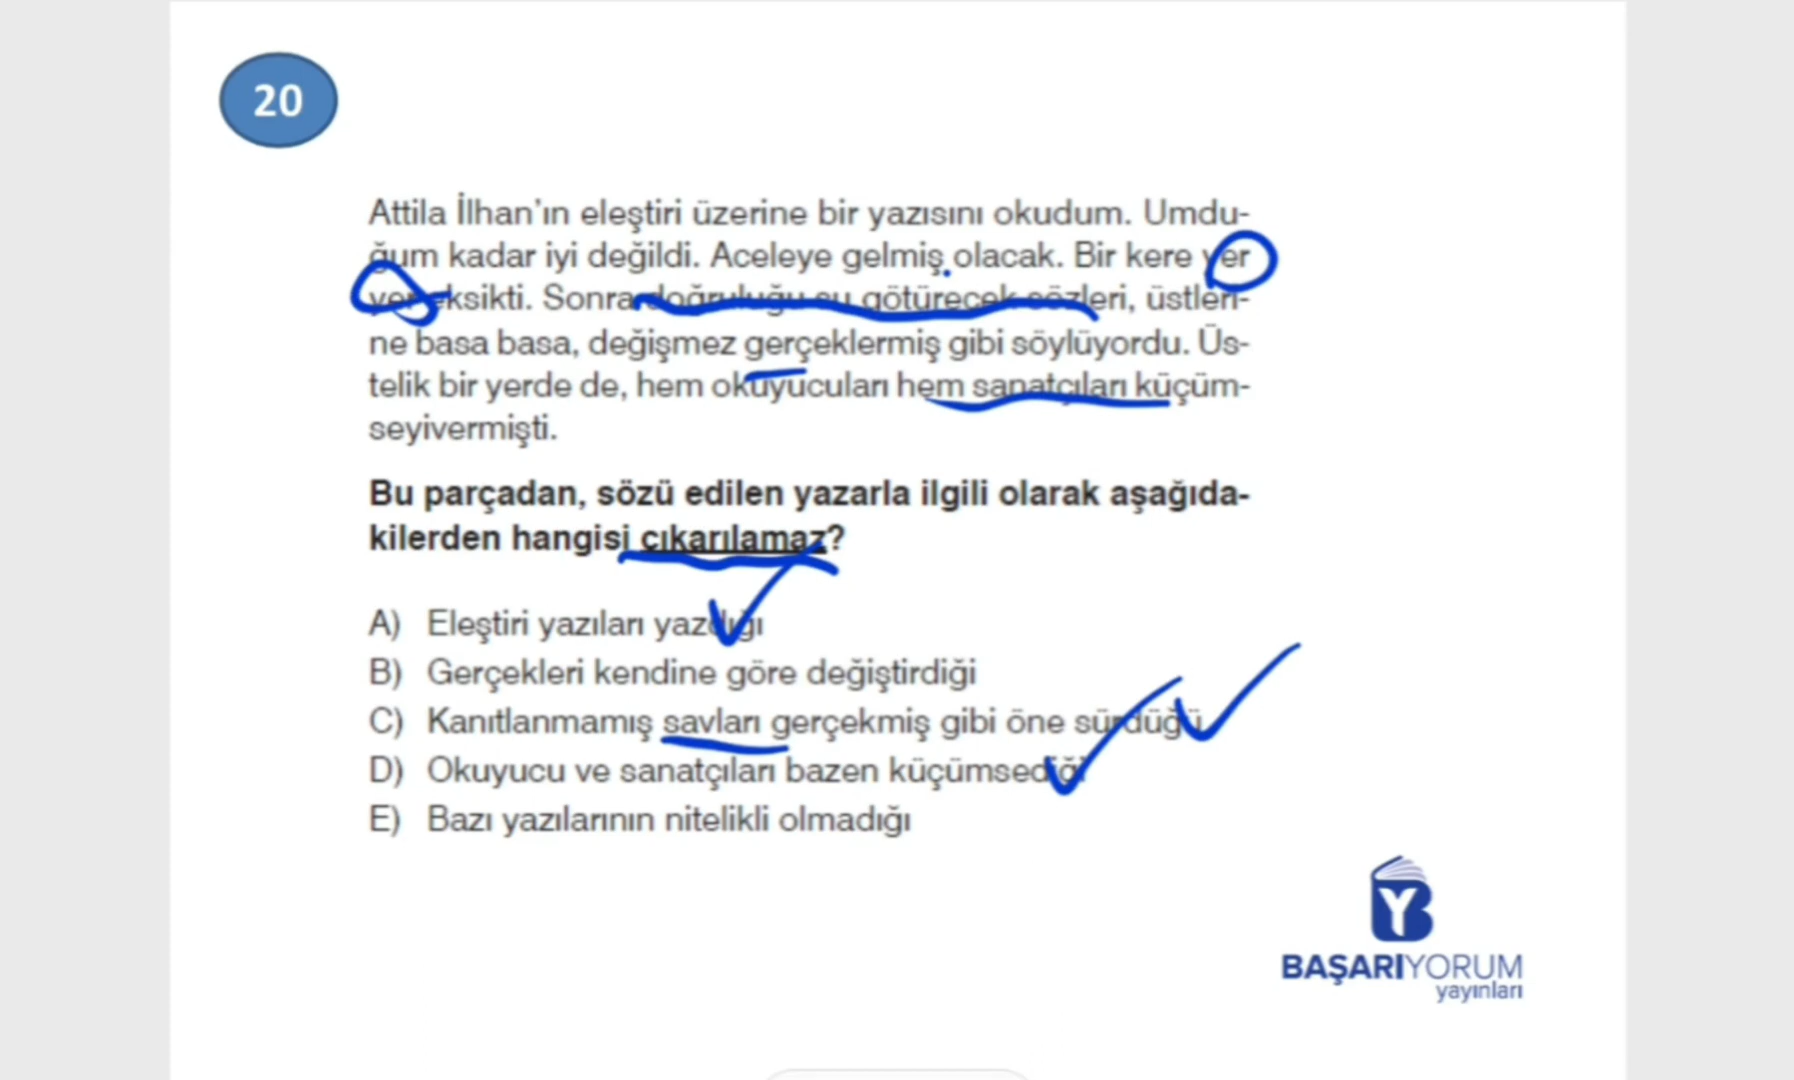 20
Attila İlhan'ın eleştiri üzerine bir yazısını okudum. Umdu-
ğum kadar iyi değildi. Aceleye gelmiş olacak. Bir kere yer
yer eksikti. Sonra doğruluğu su götürecek sözleri, üstleri-
ne basa basa, değişmez gerçeklermiş gibi söylüyordu. Üs-
telik bir yerde de, hem okuyucuları hem sanatçıları küçüm-
seyivermişti.
Bu parçadan, sözü edilen yazarla ilgili olarak aşağıda-
kilerden hangisi çıkarılamaz?
A) Eleştiri yazıları yazdığı
B) Gerçekleri kendine göre değiştirdiği
C) Kanıtlanmamış savları gerçekmiş gibi öne sürdüğü
D) Okuyucu ve sanatçıları bazen küçümsediği
E) Bazı yazılarının nitelikli olmadığı
BAŞARIYORUM
yayınları